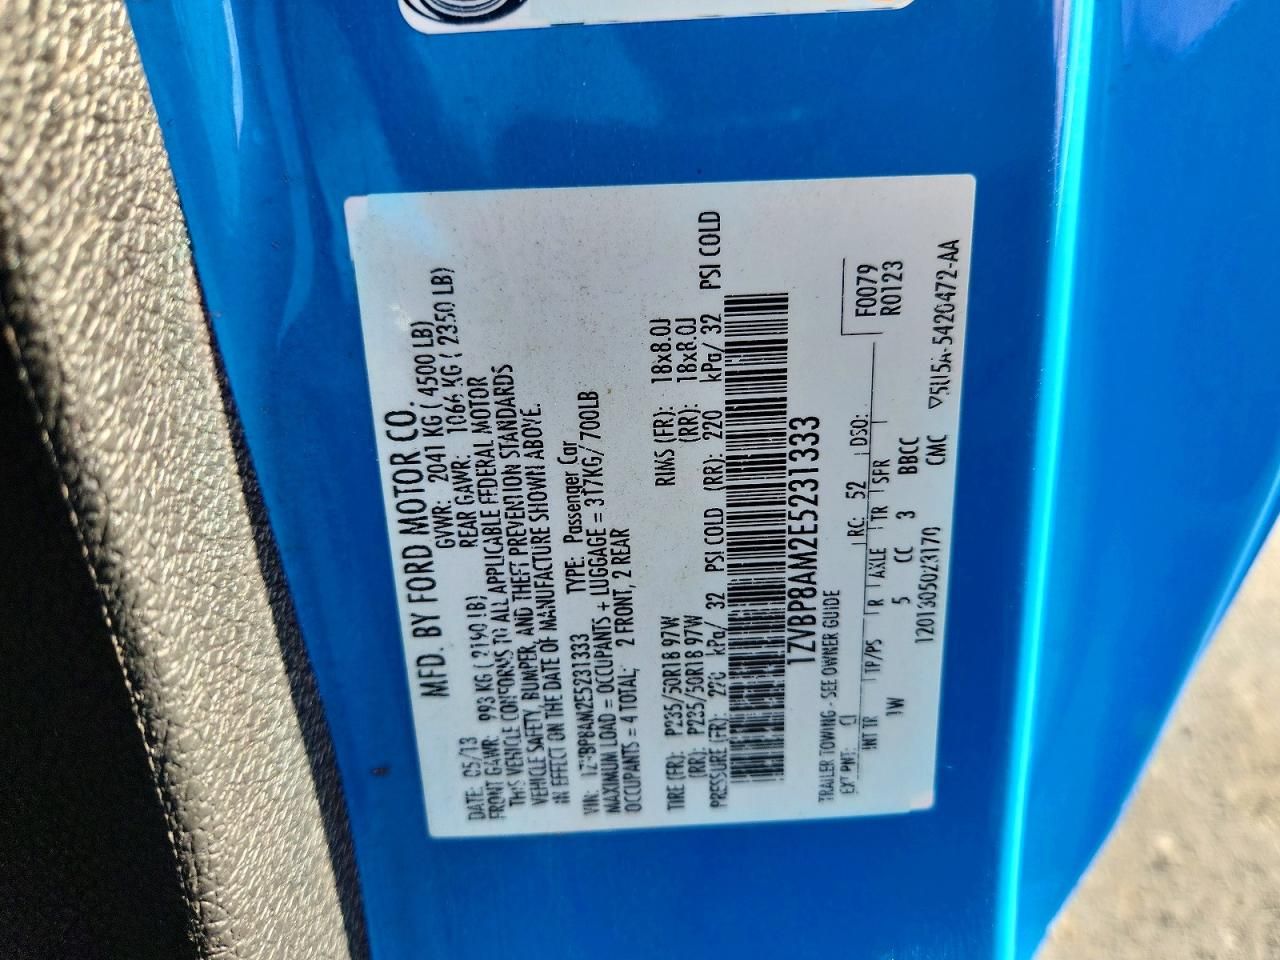 MFD. BY FORD MOTOR CO.
DATE: 05/13 GVWR: 2041 KG ( 4500 LB)
FRONT GAWR: 993 KG ( 2190 LB) REAR GAWR: 1064 KG ( 2350 LB)
THIS VEHICLE CONFORMS TO ALL APPLICABLE FEDERAL MOTOR
VEHICLE SAFETY, BUMPER, AND THEFT PREVENTION STANDARDS
IN EFFECT ON THE DATE OF MANUFACTURE SHOWN ABOVE.
VIN: 1ZVBP8AM2E5231333 TYPE: Passenger Car
MAXIMUM LOAD = OCCUPANTS + LUGGAGE = 317KG/ 700LB
OCCUPANTS = 4 TOTAL; 2 FRONT, 2 REAR
TIRE (FR): P235/50R18 97W RIMS (FR): 18x8.0J
(RR): P235/50R18 97W (RR): 18x8.0J
PRESSURE (FR): 220 kPa/ 32 PSI COLD (RR): 220 kPa/ 32 PSI COLD
1ZVBP8AM2E5231333
TRAILER TOWING - SEE OWNER GUIDE
EXT PNT: CI RC: 52 DSO: F0079
INT TR TP/PS R AXLE TR SFR R0123
1W 5 CC 3 BBCC
1201305023170 CMC ▽5U5A-5420472-AA